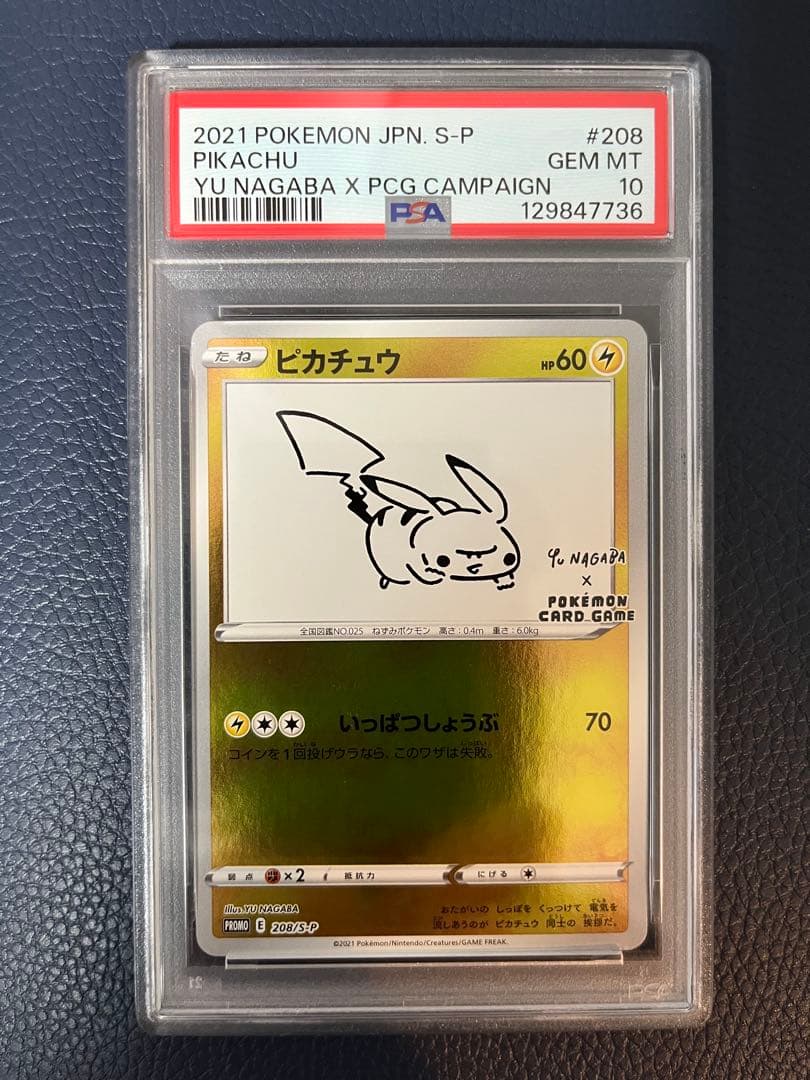 2021 POKEMON JPN. S-P #208
PIKACHU GEM MT
YU NAGABA X PCG CAMPAIGN 10
PSA 129847736
たね ピカチュウ HP60
YU NAGABA
×
POKÉMON
CARD GAME
全国図鑑NO.025 ねずみポケモン 高さ:0.4m 重さ:6.0kg
いっぱつしょうぶ 70
コインを1回投げウラなら、このワザは失敗。
弱点 ×2 抵抗力 にげる
Illus. YU NAGABA
おたがいの しっぽを くっつけて 電気を
流しあうのが ピカチュウ 同士の 挨拶だ。
PROMO E 208/S-P
©2021 Pokémon/Nintendo/Creatures/GAME FREAK.